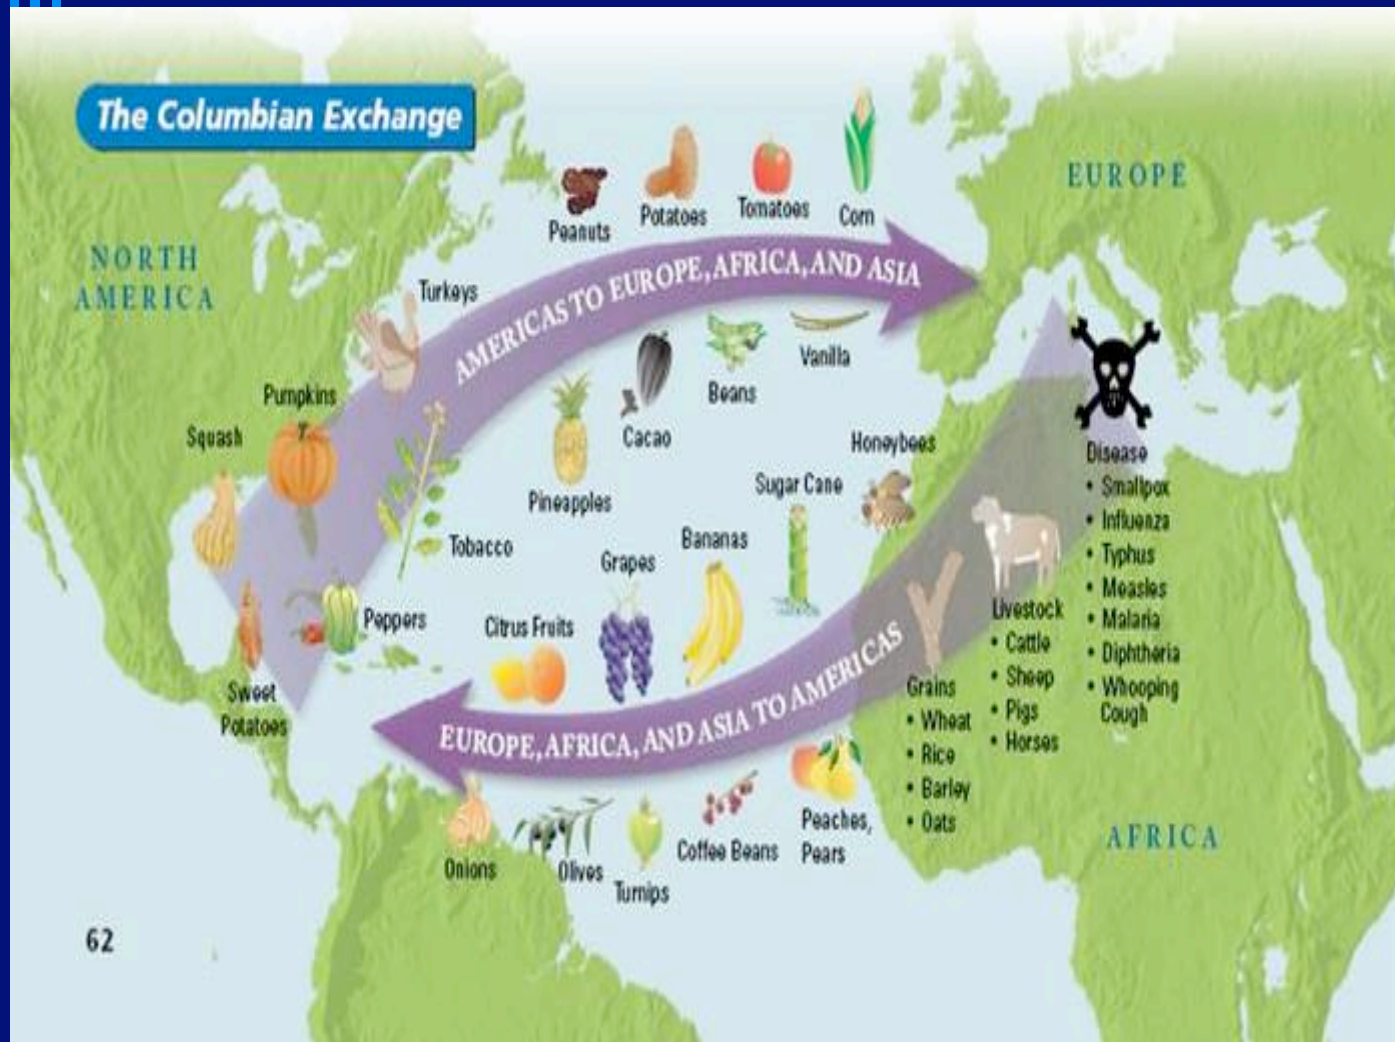 The Columbian Exchange
NORTH
AMERICA
EUROPE
AFRICA
Peanuts
Potatoes
Tomatoes
Corn
Turkeys
AMERICAS TO EUROPE, AFRICA, AND ASIA
Pumpkins
Squash
Pineapples
Cacao
Beans
Vanilla
Tobacco
Peppers
Sweet
Potatoes
Honeybees
Sugar Cane
Bananas
Grapes
Citrus Fruits
EUROPE, AFRICA, AND ASIA TO AMERICAS
Onions
Olives
Turnips
Coffee Beans
Peaches,
Pears
Grains
• Wheat
• Rice
• Barley
• Oats
Livestock
• Cattle
• Sheep
• Pigs
• Horses
Disease
• Smallpox
• Influenza
• Typhus
• Measles
• Malaria
• Diphtheria
• Whooping
Cough
62